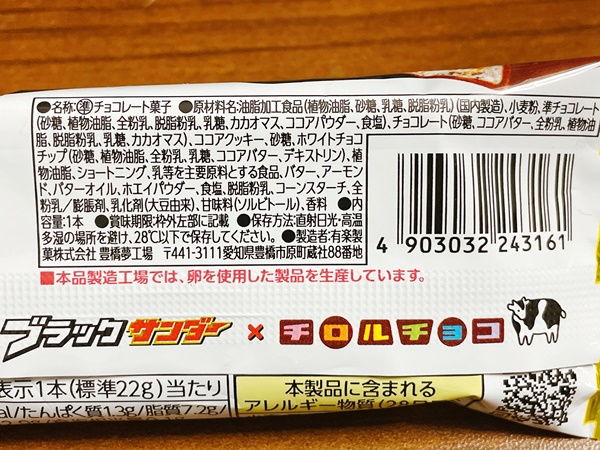 ●名称:準チョコレート菓子 ●原材料名:油脂加工食品(植物油脂、砂糖、乳糖、脱脂粉乳)(国内製造)、小麦粉、準チョコレート
(砂糖、植物油脂、全粉乳、脱脂粉乳、乳糖、カカオマス、ココアパウダー、食塩)、チョコレート(砂糖、ココアバター、全粉乳、植物油
脂、脱脂粉乳、乳糖、カカオマス)、ココアクッキー、砂糖、ホワイトチョコ
チップ(砂糖、植物油脂、全粉乳、乳糖、ココアバター、デキストリン)、植
物油脂、ショートニング、乳等を主要原料とする食品、バター、アーモン
ド、バターオイル、ホエイパウダー、食塩、脱脂粉乳、コーンスターチ、全
粉乳/膨脹剤、乳化剤(大豆由来)、甘味料(ソルビトール)、香料 ●内
容量:1本 ●賞味期限:枠外左部に記載 ●保存方法:直射日光・高温
多湿の場所を避け、28℃以下で保存してください。●製造者:有楽製
菓株式会社 豊橋夢工場 〒441-3111愛知県豊橋市原町蔵社88番地
4 903032 243161
■本品製造工場では、卵を使用した製品を生産しています。
ブラックサンダー × チロルチョコ
表示1本(標準22g)当たり
たんぱく質1.3g/脂質7.2g/
本製品に含まれる
アレルギー物質